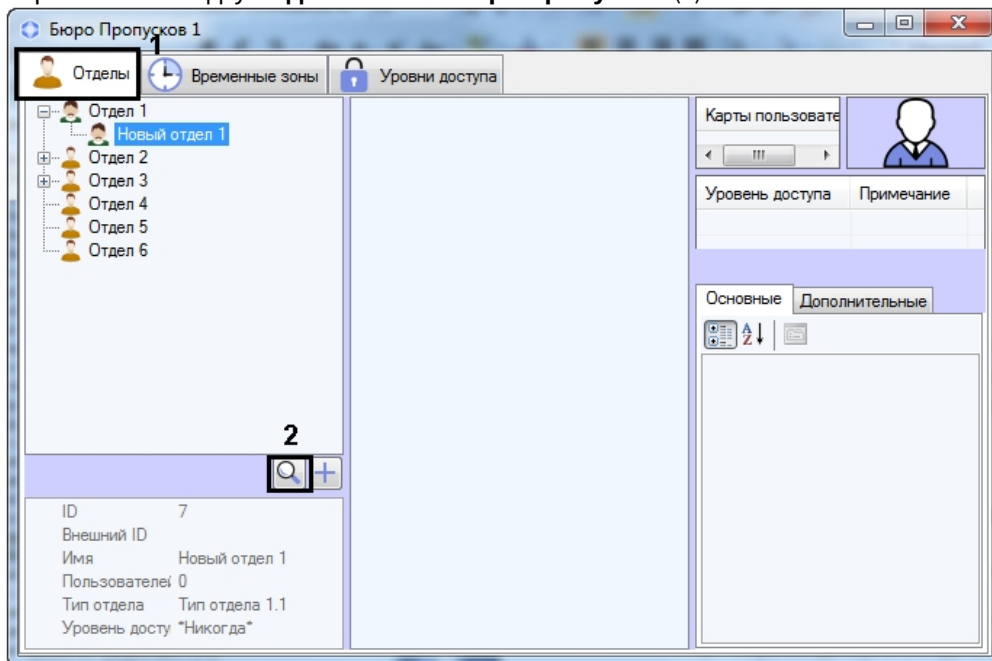 Бюро Пропусков 1
1
Отделы Временные зоны Уровни доступа
Отдел 1
Новый отдел 1
Отдел 2
Отдел 3
Отдел 4
Отдел 5
Отдел 6
2
ID 7
Внешний ID
Имя Новый отдел 1
Пользователей 0
Тип отдела Тип отдела 1.1
Уровень досту *Никогда*
Карты пользовате
Уровень доступа Примечание
Основные Дополнительные